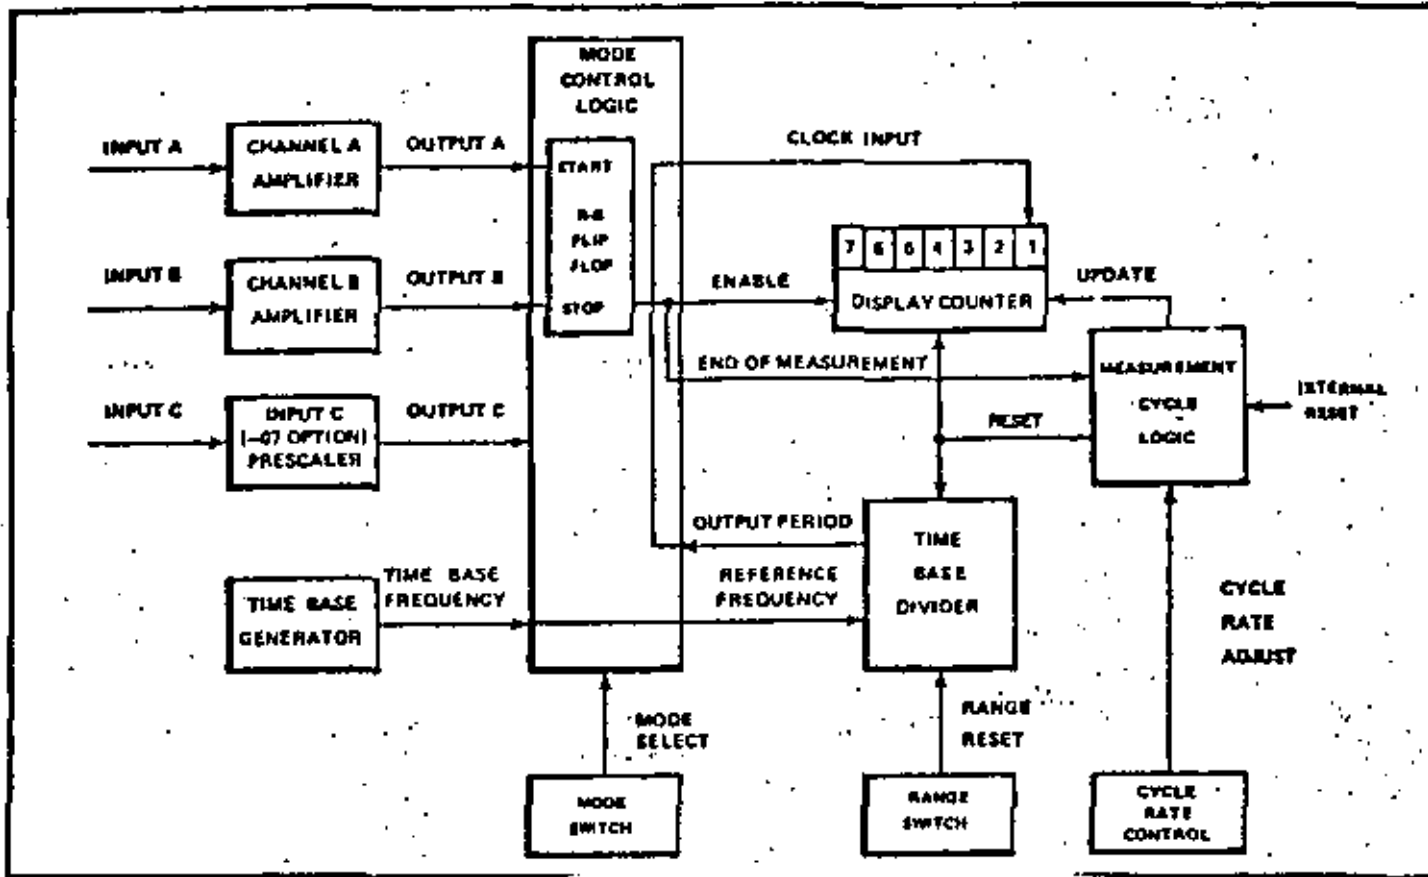 MODE
CONTROL
LOGIC
INPUT A
CHANNEL A
AMPLIFIER
OUTPUT A
START
R-S
FLIP
FLOP
STOP
CLOCK INPUT
7 6 5 4 3 2 1
DISPLAY COUNTER
INPUT B
CHANNEL B
AMPLIFIER
OUTPUT B
ENABLE
UPDATE
END OF MEASUREMENT
MEASUREMENT
CYCLE
LOGIC
EXTERNAL
RESET
INPUT C
INPUT C
(-07 OPTION)
PRESCALER
OUTPUT C
RESET
OUTPUT PERIOD
TIME
BASE
DIVIDER
TIME BASE
GENERATOR
TIME BASE
FREQUENCY
REFERENCE
FREQUENCY
CYCLE
RATE
ADJUST
MODE
SELECT
RANGE
RESET
MODE
SWITCH
RANGE
SWITCH
CYCLE
RATE
CONTROL